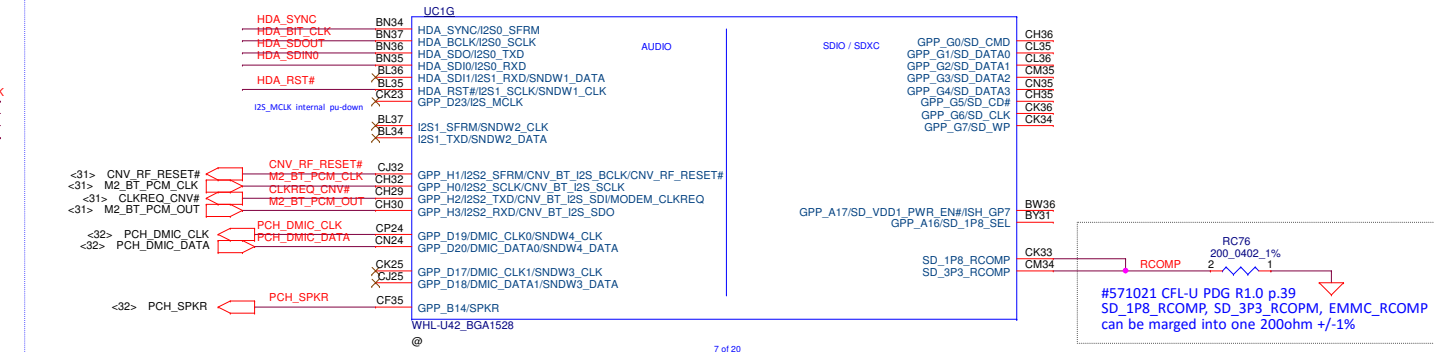 UC1G
HDA_SYNC BN34 HDA_SYNC/I2S0_SFRM
HDA_BIT_CLK BN37 HDA_BCLK/I2S0_SCLK
HDA_SDOUT BN36 HDA_SDO/I2S0_TXD
HDA_SDIN0 BN35 HDA_SDI0/I2S0_RXD
BL36 HDA_SDI1/I2S1_RXD/SNDW1_DATA
HDA_RST# BL35 HDA_RST#/I2S1_SCLK/SNDW1_CLK
CK23 GPP_D23/I2S_MCLK
I2S_MCLK internal pu-down
BL37 I2S1_SFRM/SNDW2_CLK
BL34 I2S1_TXD/SNDW2_DATA
<31> CNV_RF_RESET# CNV_RF_RESET# CJ32 GPP_H1/I2S2_SFRM/CNV_BT_I2S_BCLK/CNV_RF_RESET#
<31> M2_BT_PCM_CLK M2_BT_PCM_CLK CH32 GPP_H0/I2S2_SCLK/CNV_BT_I2S_SCLK
<31> CLKREQ_CNV# CLKREQ_CNV# CH29 GPP_H2/I2S2_TXD/CNV_BT_I2S_SDI/MODEM_CLKREQ
<31> M2_BT_PCM_OUT M2_BT_PCM_OUT CH30 GPP_H3/I2S2_RXD/CNV_BT_I2S_SDO
<32> PCH_DMIC_CLK PCH_DMIC_CLK CP24 GPP_D19/DMIC_CLK0/SNDW4_CLK
<32> PCH_DMIC_DATA PCH_DMIC_DATA CN24 GPP_D20/DMIC_DATA0/SNDW4_DATA
CK25 GPP_D17/DMIC_CLK1/SNDW3_CLK
CJ25 GPP_D18/DMIC_DATA1/SNDW3_DATA
<32> PCH_SPKR PCH_SPKR CF35 GPP_B14/SPKR
AUDIO
SDIO / SDXC
GPP_G0/SD_CMD CH36
GPP_G1/SD_DATA0 CL35
GPP_G2/SD_DATA1 CL36
GPP_G3/SD_DATA2 CM35
GPP_G4/SD_DATA3 CN35
GPP_G5/SD_CD# CH35
GPP_G6/SD_CLK CK36
GPP_G7/SD_WP CK34
GPP_A17/SD_VDD1_PWR_EN#/ISH_GP7 BW36
GPP_A16/SD_1P8_SEL BY31
SD_1P8_RCOMP CK33
SD_3P3_RCOMP CM34
RCOMP
RC76
200_0402_1%
2 1
#571021 CFL-U PDG R1.0 p.39
SD_1P8_RCOMP, SD_3P3_RCOPM, EMMC_RCOMP
can be marged into one 200ohm +/-1%
WHL-U42_BGA1528
@
7 of 20